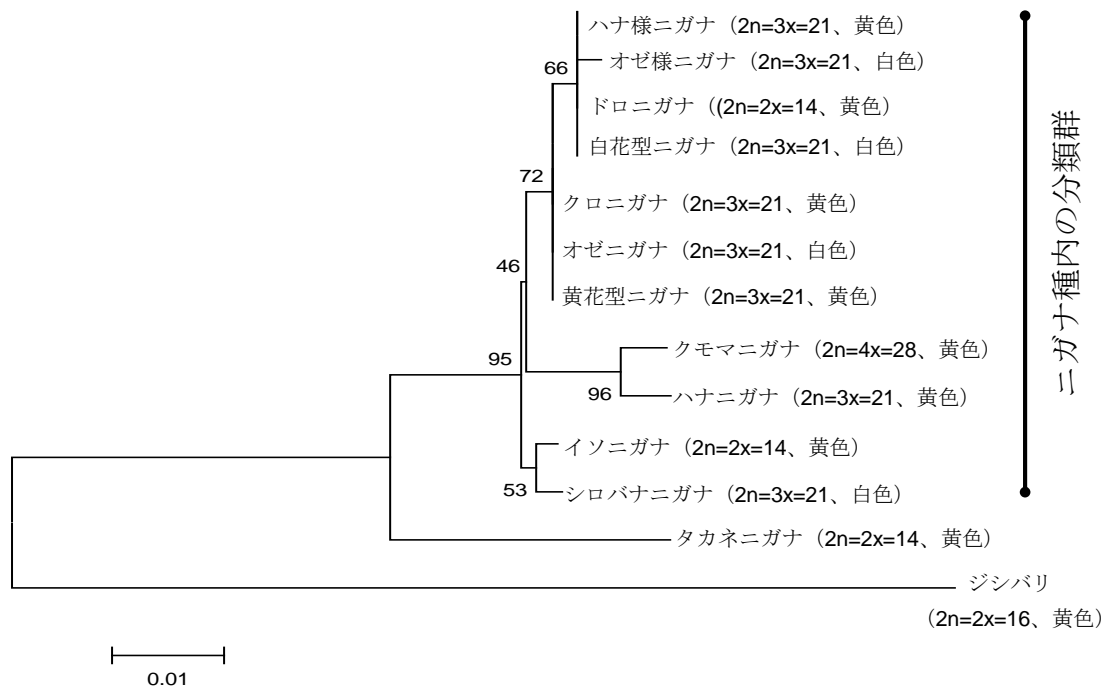 ハナ様ニガナ（2n=3x=21、黄色）
66
オゼ様ニガナ（2n=3x=21、白色）
ドロニガナ（(2n=2x=14、黄色）
白花型ニガナ（2n=3x=21、白色）
72
クロニガナ（2n=3x=21、黄色）
46
オゼニガナ（2n=3x=21、白色）
黄花型ニガナ（2n=3x=21、黄色）
クモマニガナ（2n=4x=28、黄色）
95
96
ハナニガナ（2n=3x=21、黄色）
イソニガナ（2n=2x=14、黄色）
53
シロバナニガナ（2n=3x=21、白色）
タカネニガナ（2n=2x=14、黄色）
ジシバリ
（2n=2x=16、黄色）
0.01
ニガナ種内の分類群